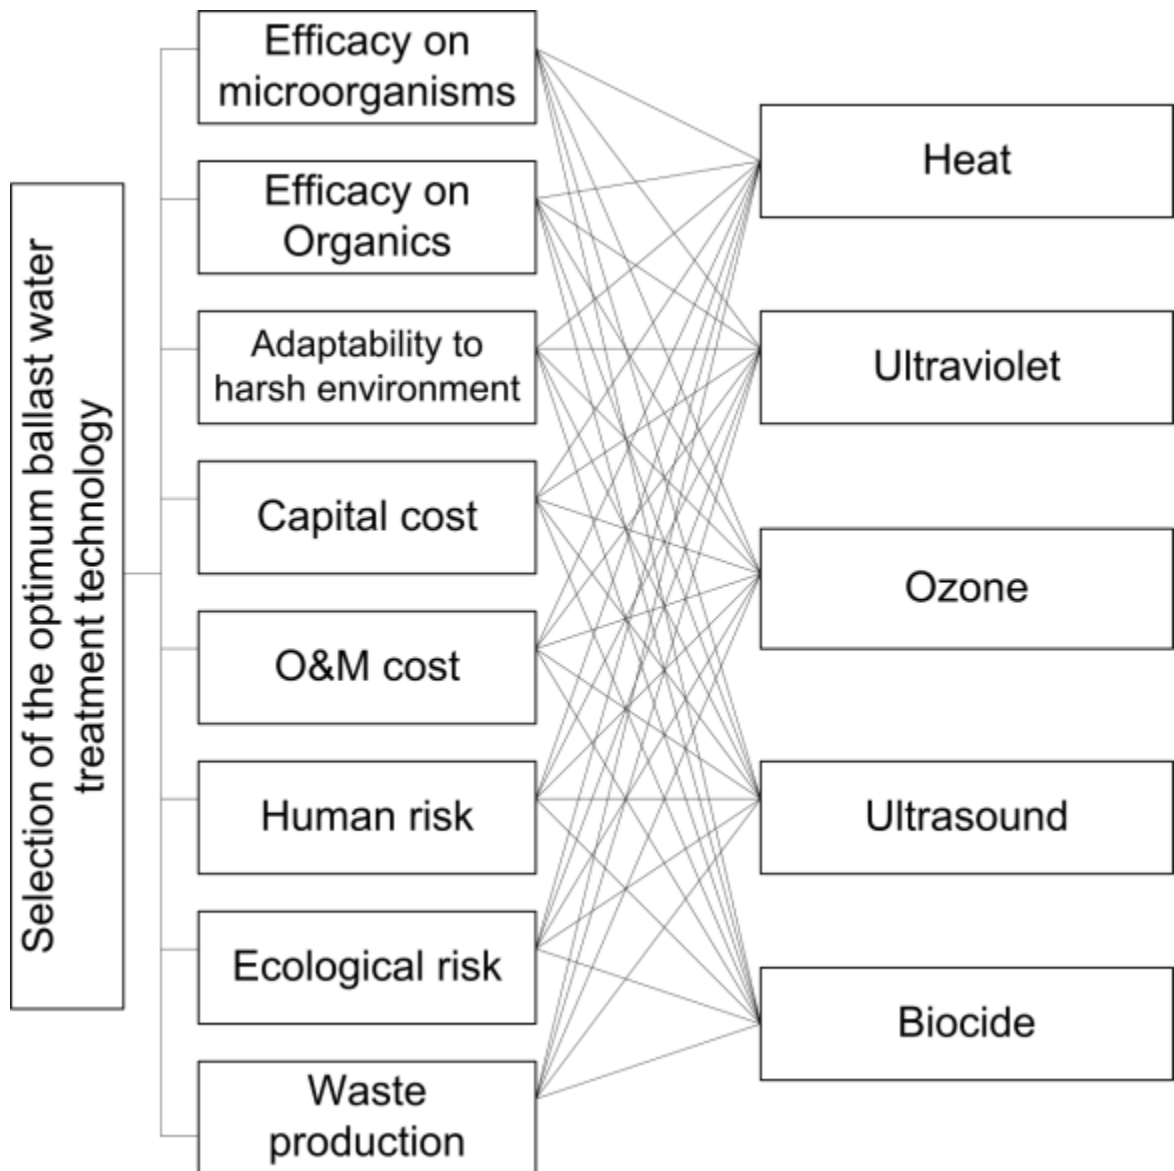 Selection of the optimum ballast water
treatment technology
Efficacy on
microorganisms
Efficacy on
Organics
Adaptability to
harsh environment
Capital cost
O&M cost
Human risk
Ecological risk
Waste
production
Heat
Ultraviolet
Ozone
Ultrasound
Biocide